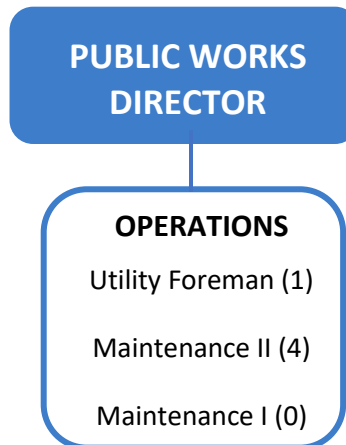 PUBLIC WORKS
DIRECTOR
OPERATIONS
Utility Foreman (1)
Maintenance II (4)
Maintenance I (0)